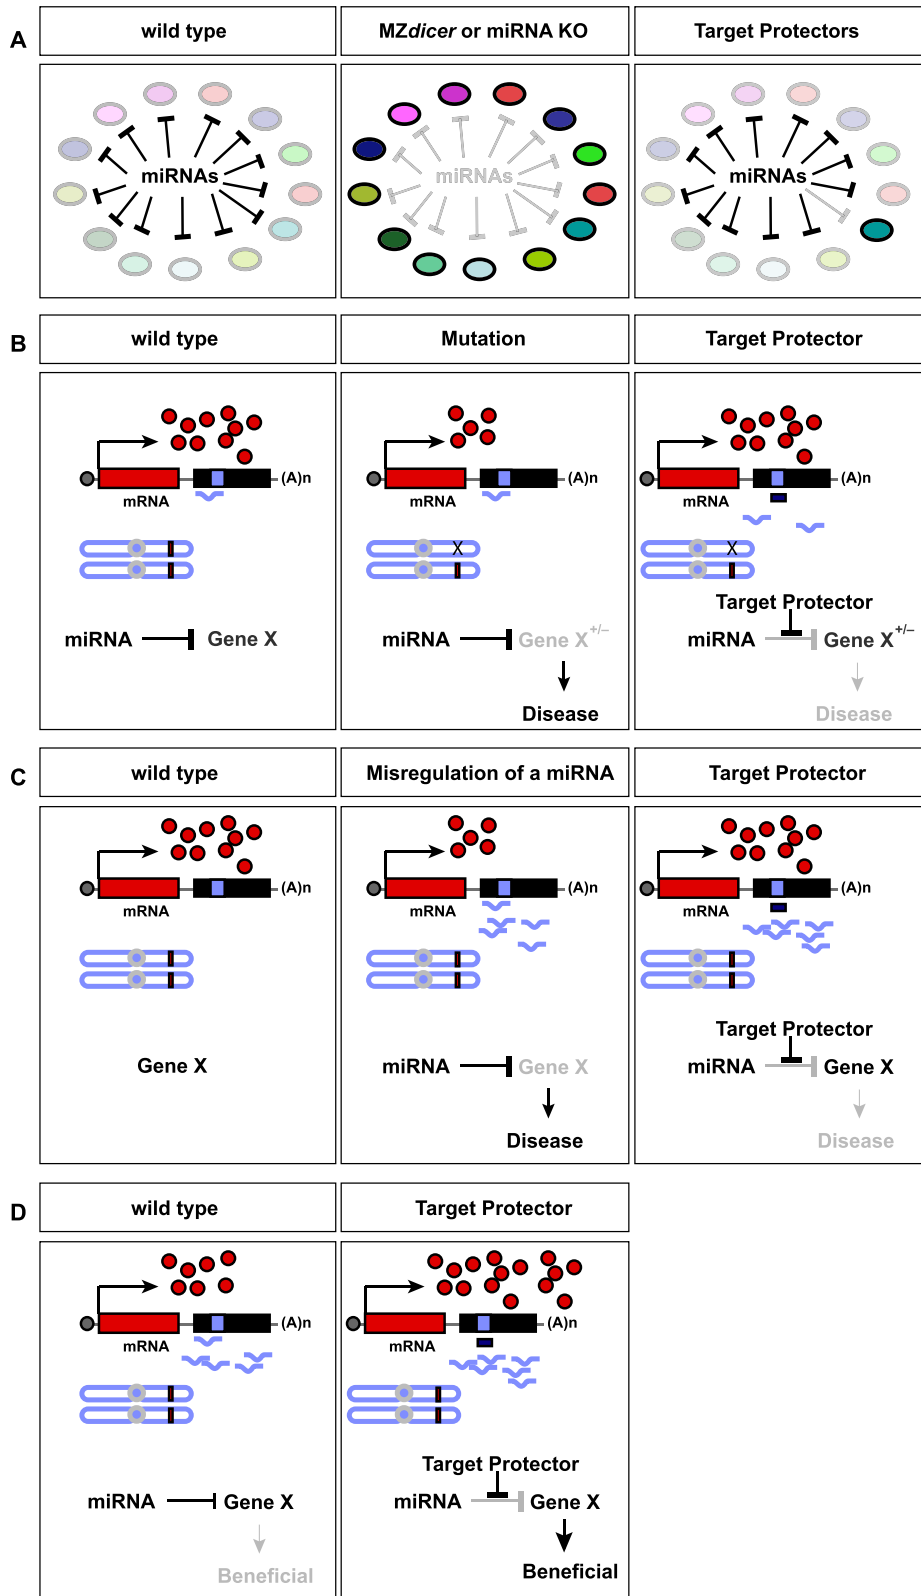 A
wild type
MZdicer or miRNA KO
Target Protectors
miRNAs
miRNAs
miRNAs
B
wild type
Mutation
Target Protector
mRNA
(A)n
mRNA
(A)n
mRNA
(A)n
X
X
miRNA
Gene X
miRNA
Gene X+/–
Disease
Target Protector
miRNA
Gene X+/–
Disease
C
wild type
Misregulation of a miRNA
Target Protector
mRNA
(A)n
mRNA
(A)n
mRNA
(A)n
Gene X
miRNA
Gene X
Disease
Target Protector
miRNA
Gene X
Disease
D
wild type
Target Protector
mRNA
(A)n
mRNA
(A)n
miRNA
Gene X
Beneficial
Target Protector
miRNA
Gene X
Beneficial